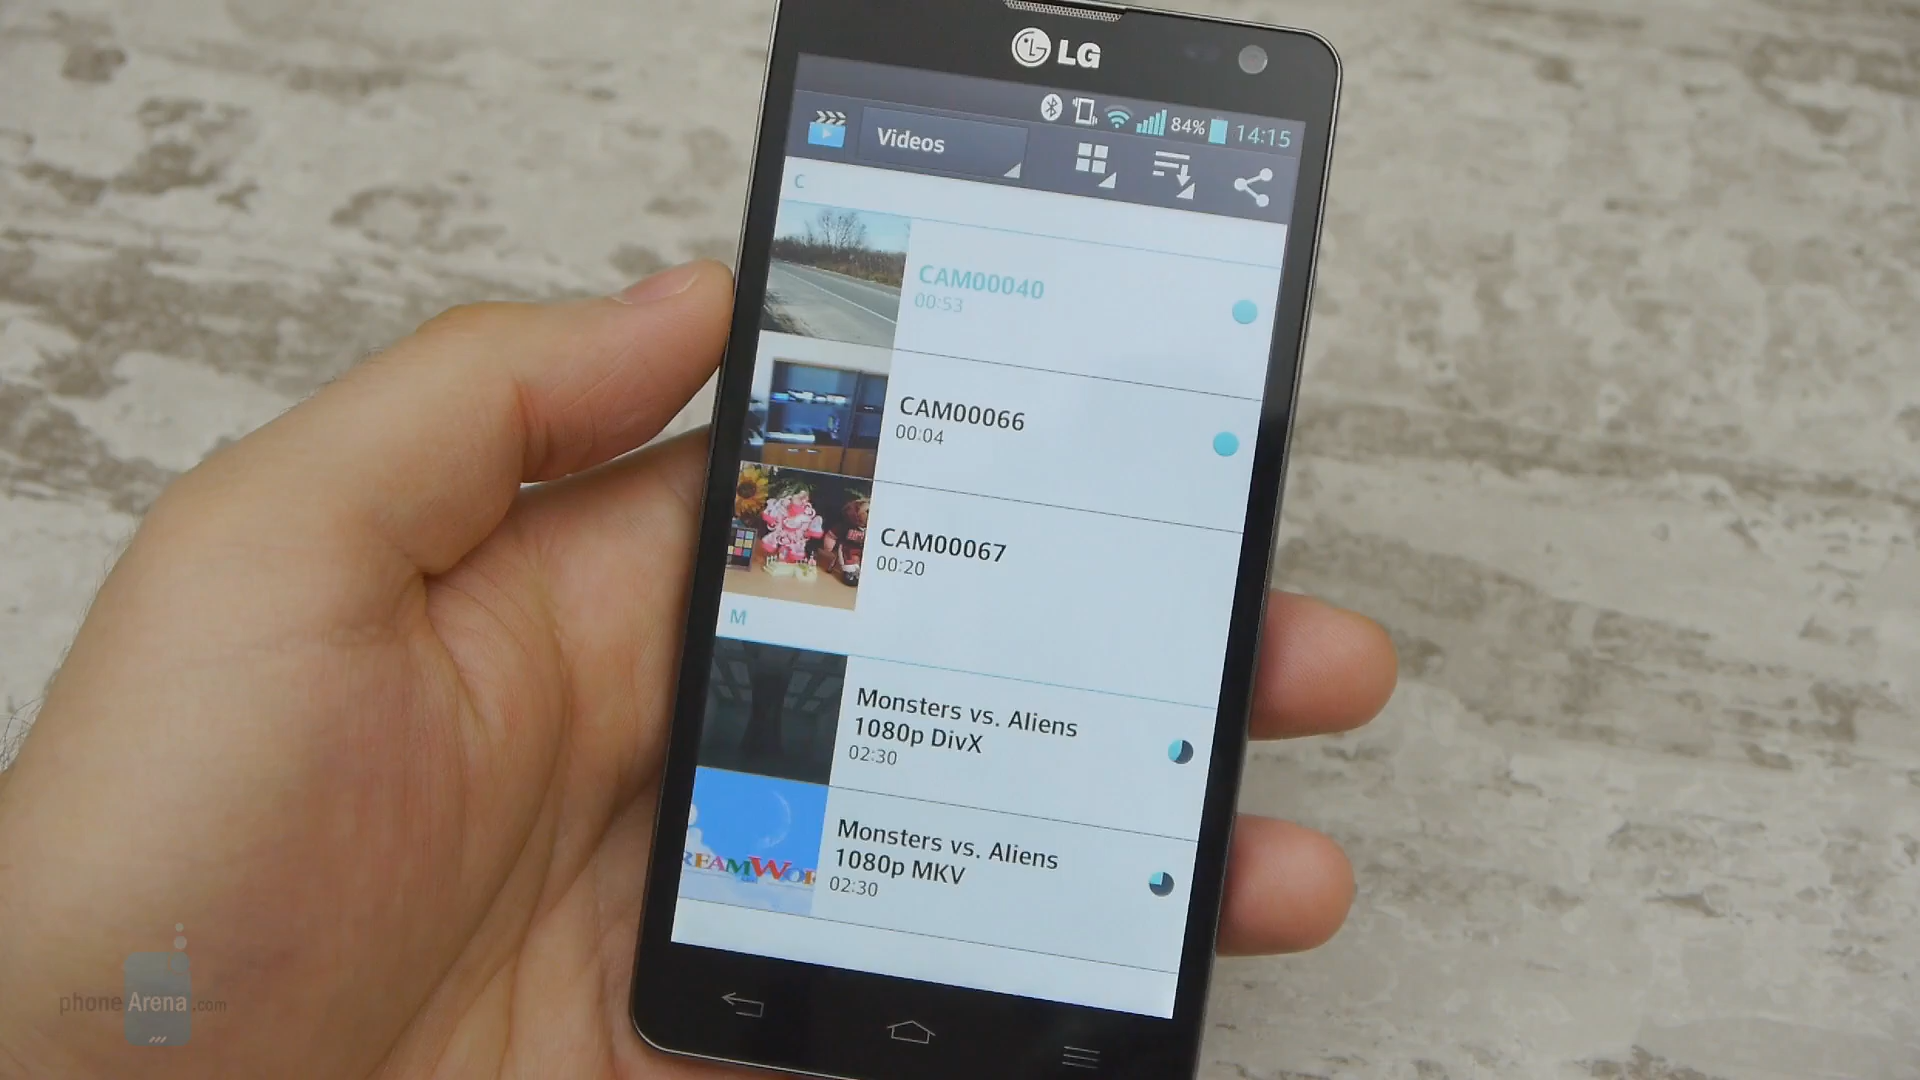 LG
84% 14:15
Videos
C
CAM00040
00:53
CAM00066
00:04
CAM00067
00:20
M
Monsters vs. Aliens
1080p DivX
02:30
REAMWOR
Monsters vs. Aliens
1080p MKV
02:30
phoneArena.com